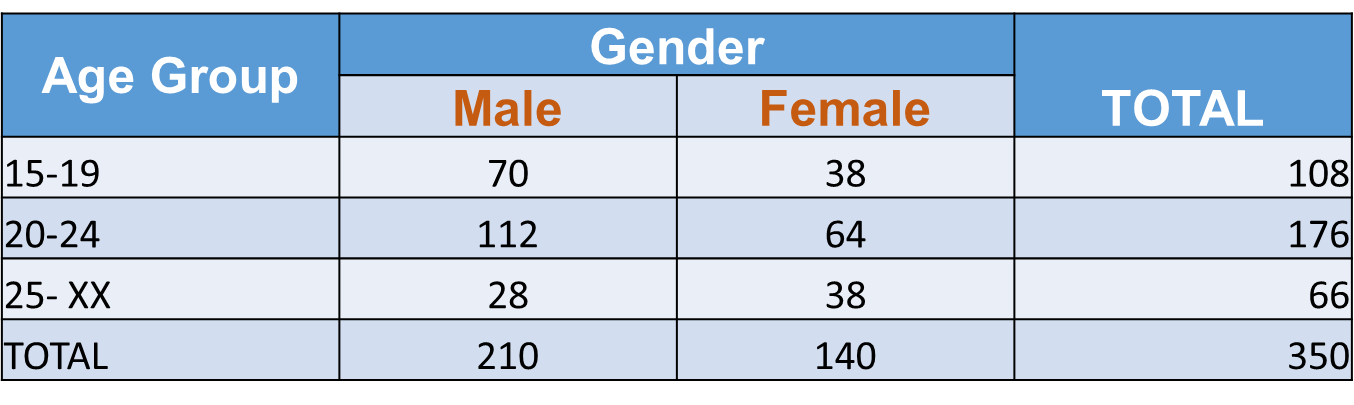 Age Group Gender TOTAL
Male Female
15-19 70 38 108
20-24 112 64 176
25- XX 28 38 66
TOTAL 210 140 350